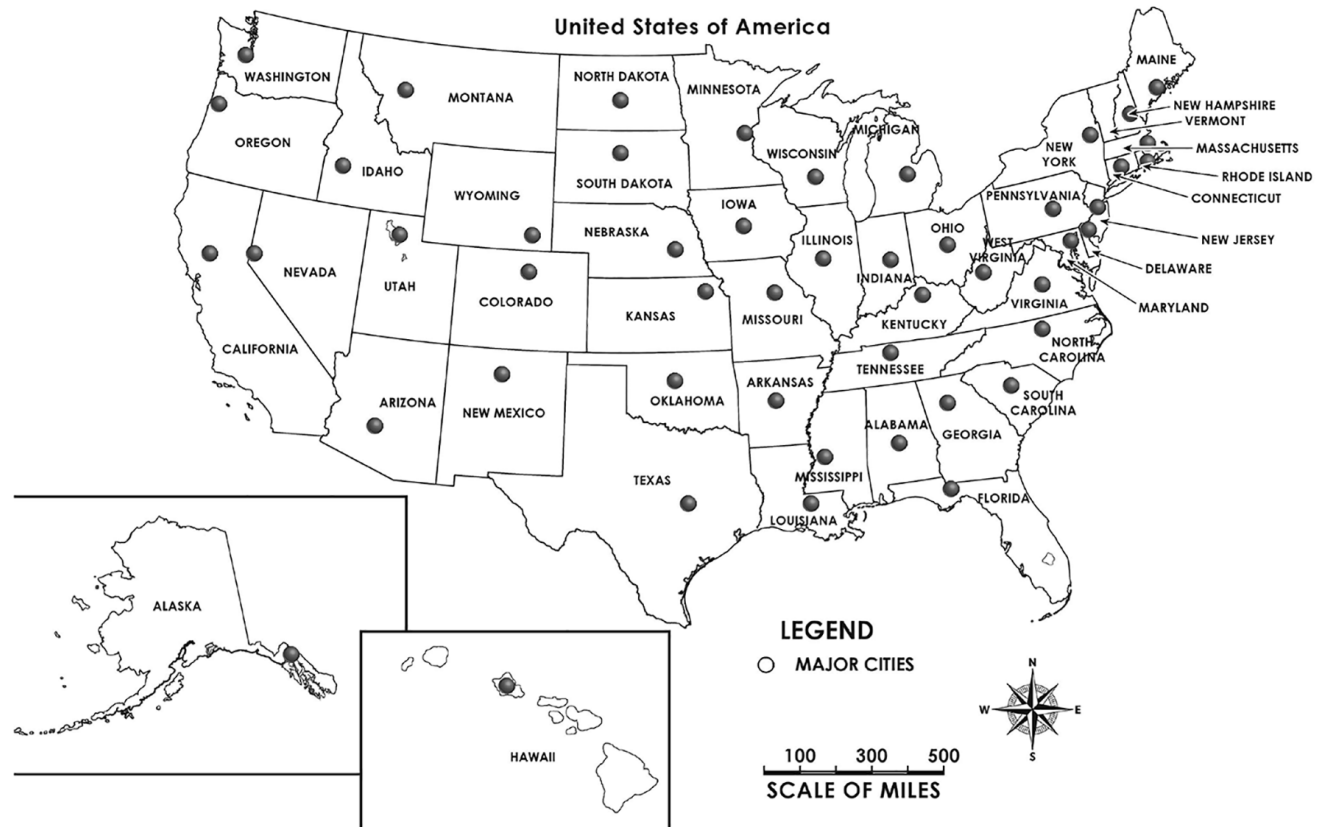 United States of America
WASHINGTON
OREGON
IDAHO
MONTANA
WYOMING
NORTH DAKOTA
SOUTH DAKOTA
NEBRASKA
KANSAS
MINNESOTA
WISCONSIN
MICHIGAN
IOWA
ILLINOIS
INDIANA
OHIO
MISSOURI
KENTUCKY
WEST
VIRGINIA
PENNSYLVANIA
NEW
YORK
MAINE
NEW HAMPSHIRE
VERMONT
MASSACHUSETTS
RHODE ISLAND
CONNECTICUT
NEW JERSEY
DELAWARE
MARYLAND
VIRGINIA
NORTH
CAROLINA
SOUTH
CAROLINA
TENNESSEE
CALIFORNIA
NEVADA
UTAH
COLORADO
ARIZONA
NEW MEXICO
OKLAHOMA
ARKANSAS
TEXAS
LOUISIANA
MISSISSIPPI
ALABAMA
GEORGIA
FLORIDA
ALASKA
HAWAII
LEGEND
MAJOR CITIES
N
W
E
S
100 300 500
SCALE OF MILES